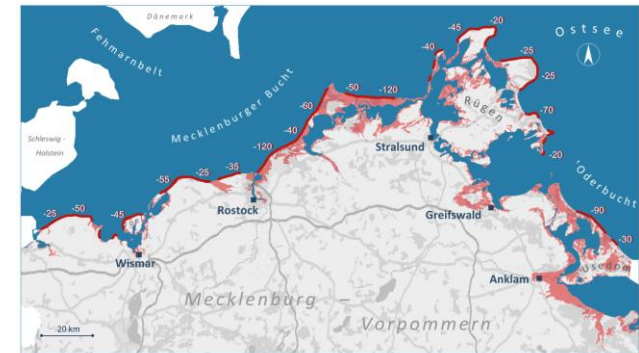 Dänemark
Fehmarnbelt
Ostsee
-45
-20
-40
-25
-25
Rügen
-50
-120
-60
Mecklenburger Bucht
-70
-40
Schleswig -
Holstein
Stralsund
-120
-20
-35
-25
-55
Oderbucht
Rostock
-45
-50
-25
Greifswald
-90
-30
Wismar
Usedom
Anklam
Mecklenburg –
Vorpommern
20 km